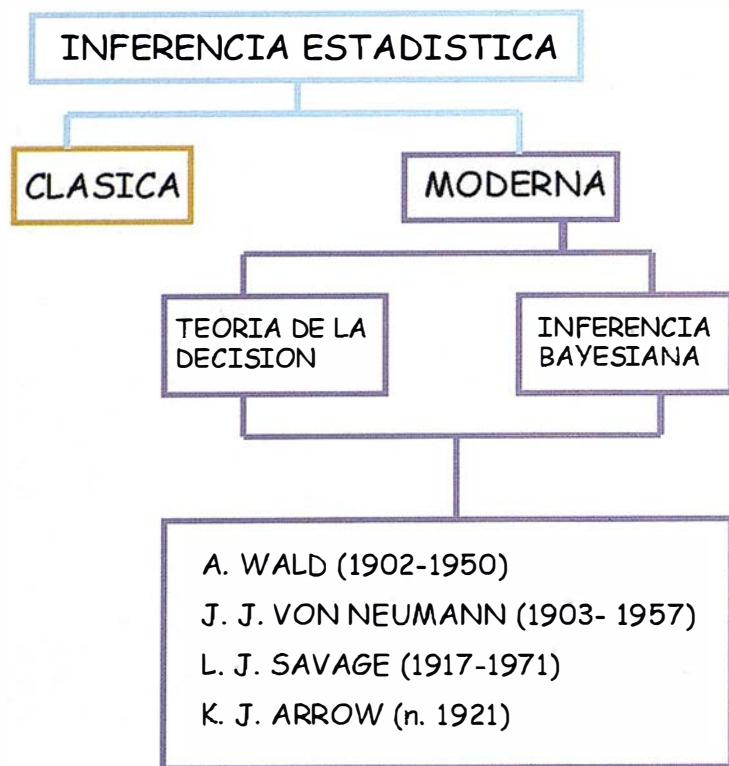 INFERENCIA ESTADISTICA
CLASICA
MODERNA
TEORIA DE LA
DECISION
INFERENCIA
BAYESIANA
A. WALD (1902-1950)
J. J. VON NEUMANN (1903- 1957)
L. J. SAVAGE (1917-1971)
K. J. ARROW (n. 1921)